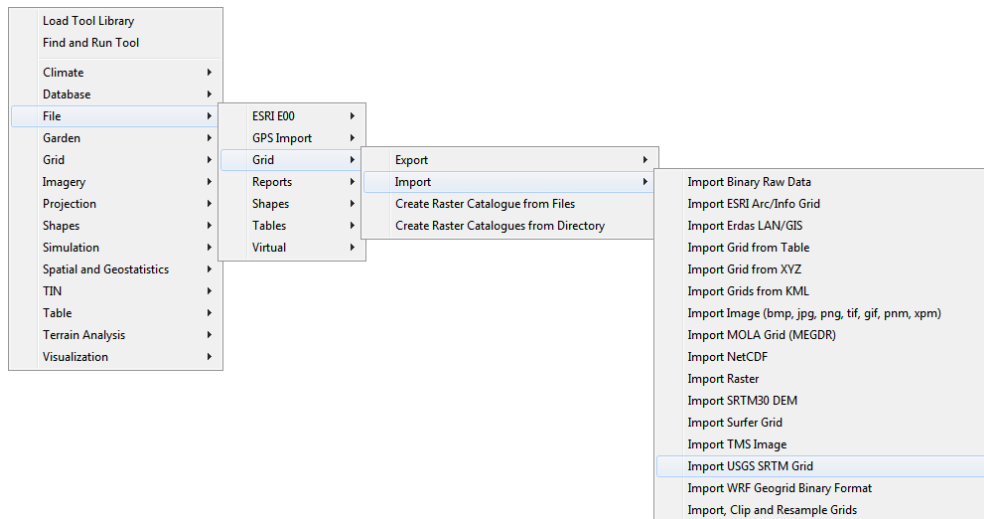 Load Tool Library
Find and Run Tool
Climate
Database
File
Garden
Grid
Imagery
Projection
Shapes
Simulation
Spatial and Geostatistics
TIN
Table
Terrain Analysis
Visualization
ESRI E00
GPS Import
Grid
Reports
Shapes
Tables
Virtual
Export
Import
Create Raster Catalogue from Files
Create Raster Catalogues from Directory
Import Binary Raw Data
Import ESRI Arc/Info Grid
Import Erdas LAN/GIS
Import Grid from Table
Import Grid from XYZ
Import Grids from KML
Import Image (bmp, jpg, png, tif, gif, pnm, xpm)
Import MOLA Grid (MEGDR)
Import NetCDF
Import Raster
Import SRTM30 DEM
Import Surfer Grid
Import TMS Image
Import USGS SRTM Grid
Import WRF Geogrid Binary Format
Import, Clip and Resample Grids